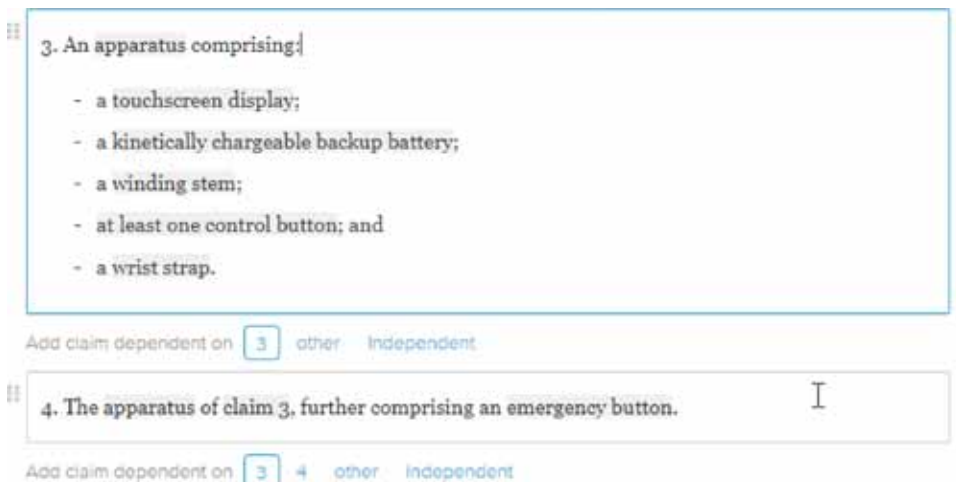 3. An apparatus comprising:
- a touchscreen display;
- a kinetically chargeable backup battery;
- a winding stem;
- at least one control button; and
- a wrist strap.
Add claim dependent on 3 other Independent
4. The apparatus of claim 3, further comprising an emergency button.
Add claim dependent on 3 4 other Independent